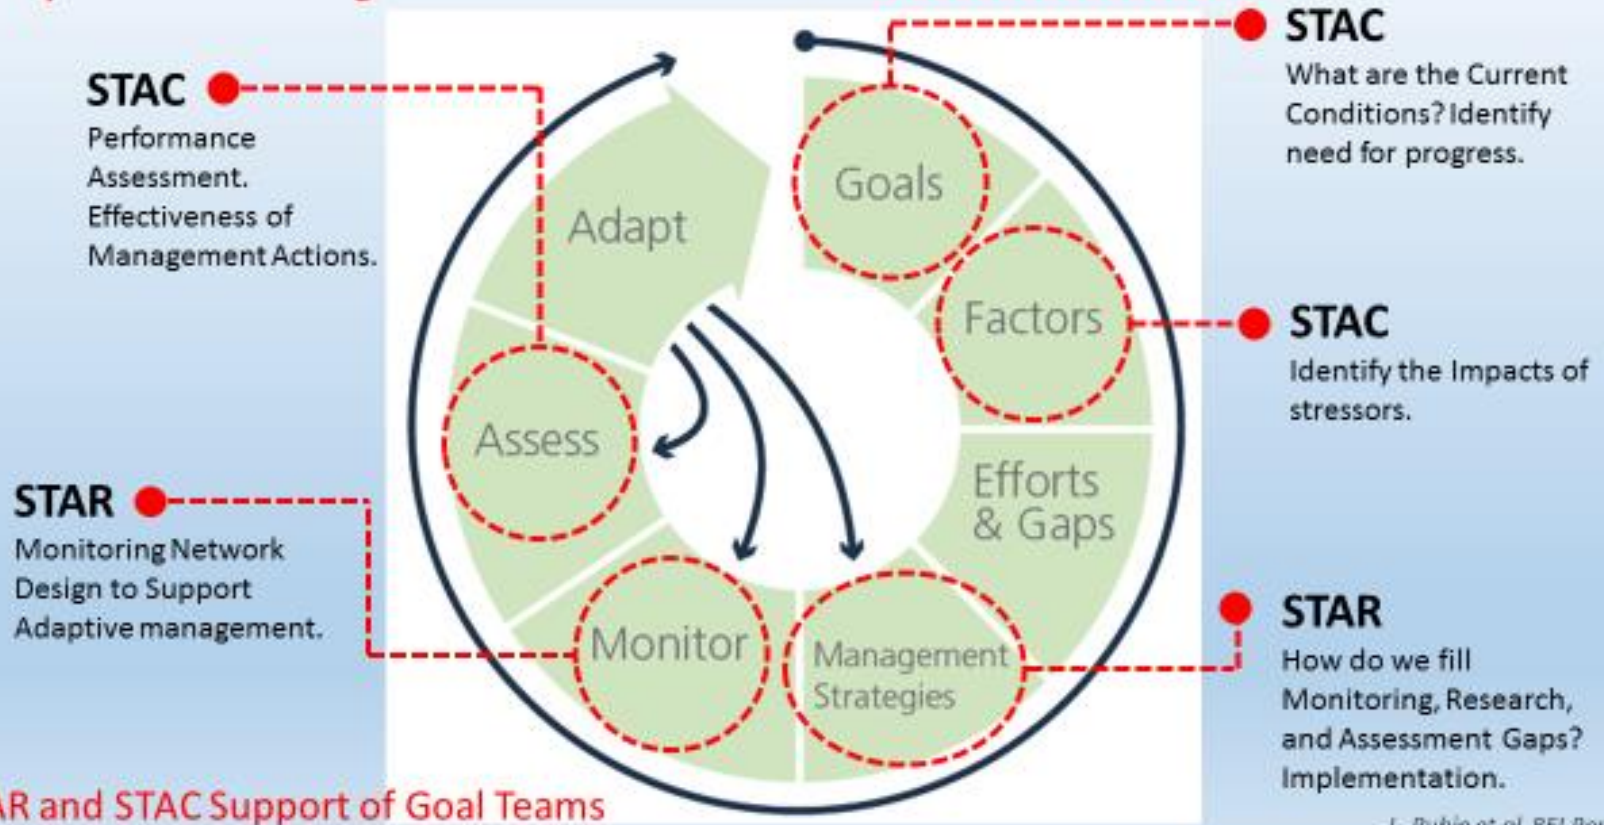 STAC
Performance
Assessment.
Effectiveness of
Management Actions.
STAR
Monitoring Network
Design to Support
Adaptive management.
Adapt
Goals
Factors
Assess
Efforts
& Gaps
Monitor
Management
Strategies
STAC
What are the Current
Conditions? Identify
need for progress.
STAC
Identify the Impacts of
stressors.
STAR
How do we fill
Monitoring, Research,
and Assessment Gaps?
Implementation.
AR and STAC Support of Goal Teams